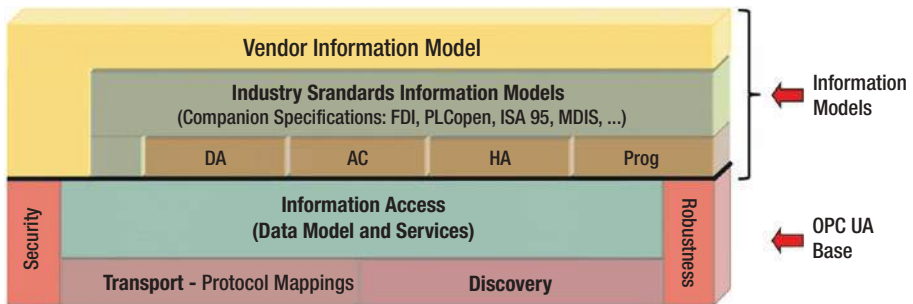 Vendor Information Model
Industry Srandards Information Models
(Companion Specifications: FDI, PLCopen, ISA 95, MDIS, ...)
DA
AC
HA
Prog
Information
Models
Security
Information Access
(Data Model and Services)
Robustness
OPC UA
Base
Transport - Protocol Mappings
Discovery